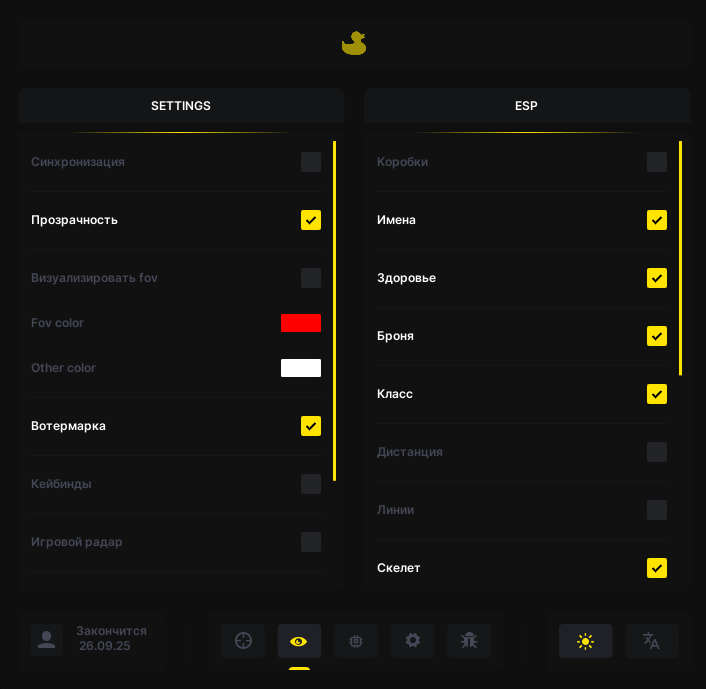 SETTINGS
Синхронизация
Прозрачность
Визуализировать fov
Fov color
Other color
Вотермарка
Кейбинды
Игровой радар
ESP
Коробки
Имена
Здоровье
Броня
Класс
Дистанция
Линии
Скелет
Закончится
26.09.25